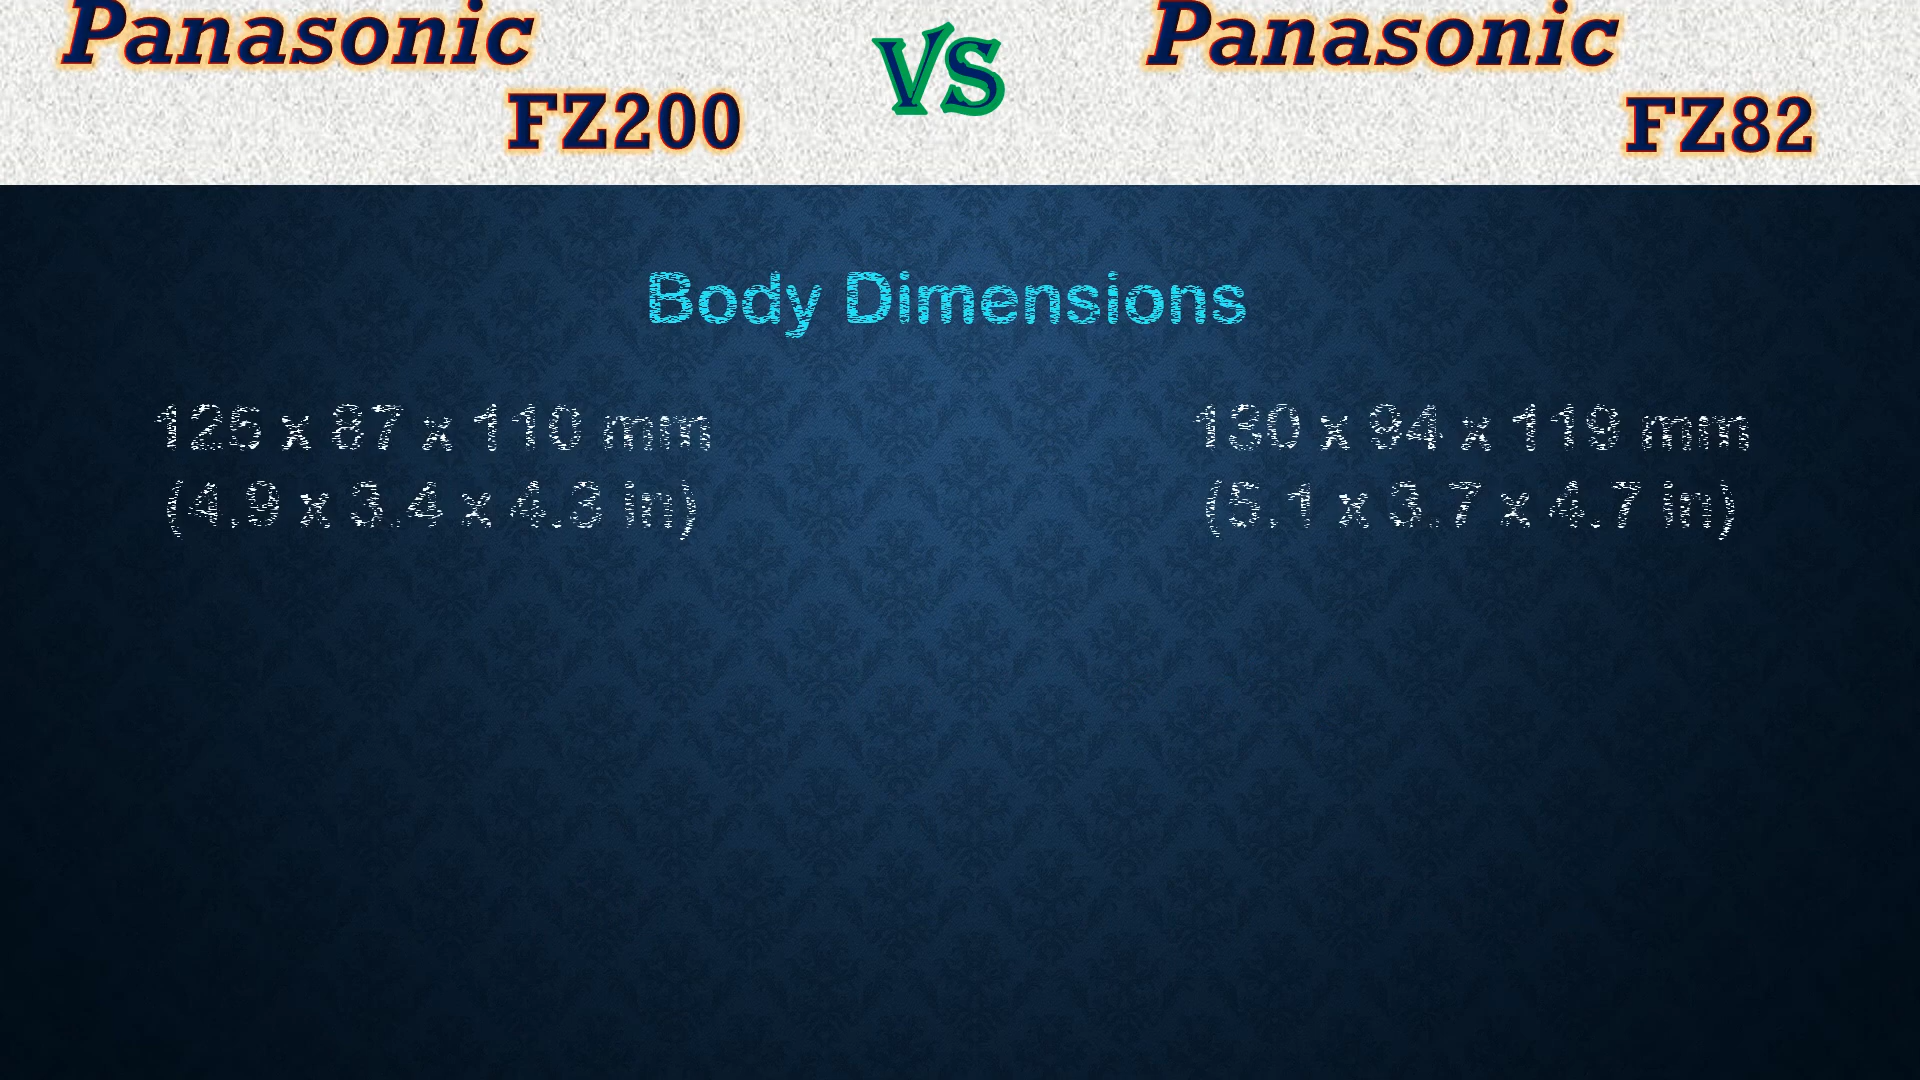 Panasonic VS Panasonic
FZ200 FZ82
Body Dimensions
125 x 87 x 110 mm 130 x 94 x 119 mm
(4.9 x 3.4 x 4.3 in) (5.1 x 3.7 x 4.7 in)